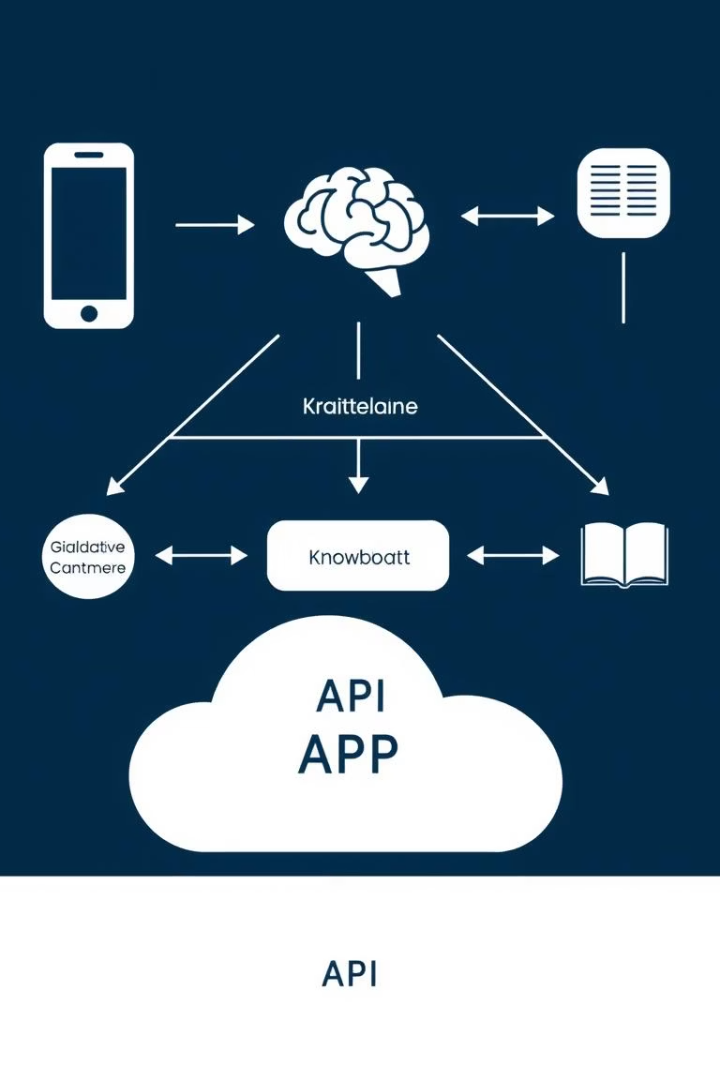 Kraittelaine
Gialdative
Cantmere
Knowboatt
API
APP
API